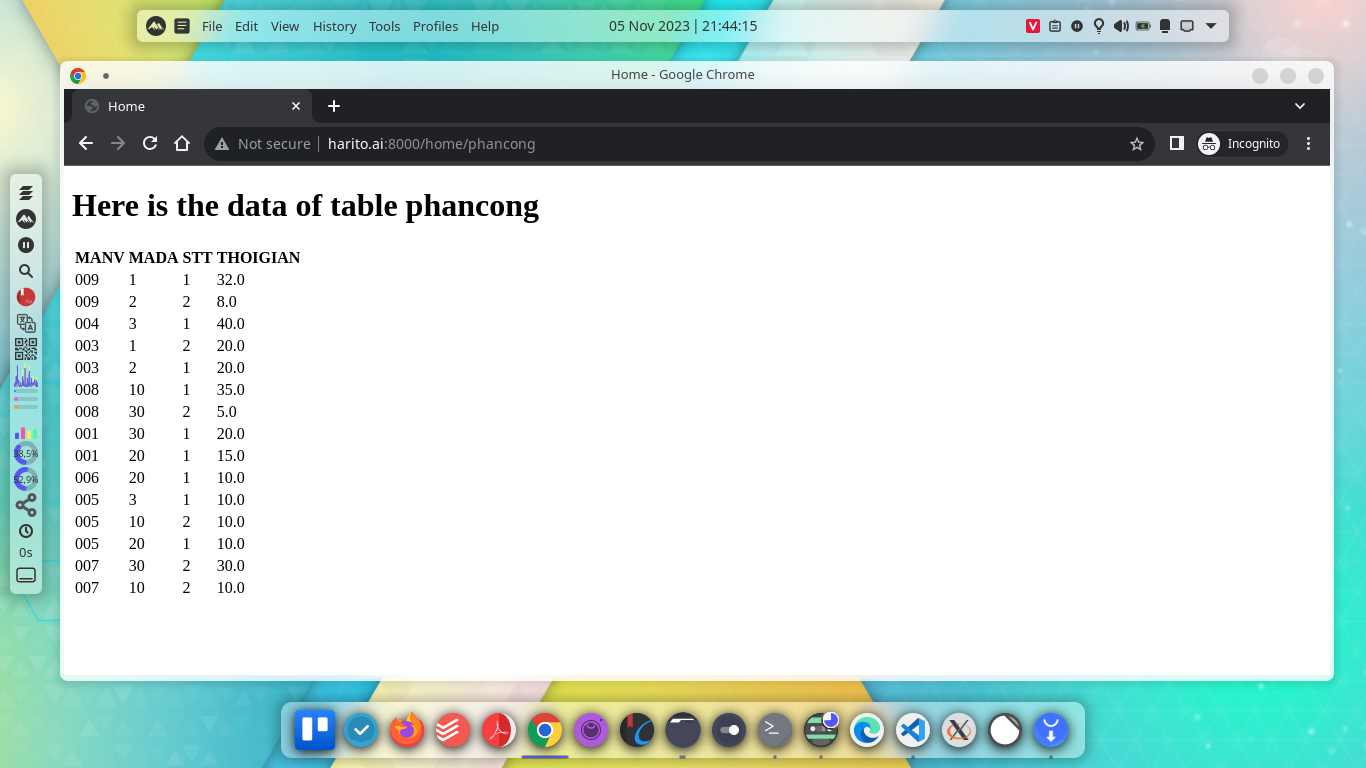 File Edit View History Tools Profiles Help 05 Nov 2023 | 21:44:15 V
Home - Google Chrome
Home
Not secure harito.ai:8000/home/phancong Incognito
Here is the data of table phancong
MANV MADA STT THOIGIAN
009 1 1 32.0
009 2 2 8.0
004 3 1 40.0
003 1 2 20.0
003 2 1 20.0
008 10 1 35.0
008 30 2 5.0
001 30 1 20.0
001 20 1 15.0
006 20 1 10.0
005 3 1 10.0
005 10 2 10.0
005 20 1 10.0
007 30 2 30.0
007 10 2 10.0
52,9%
0s